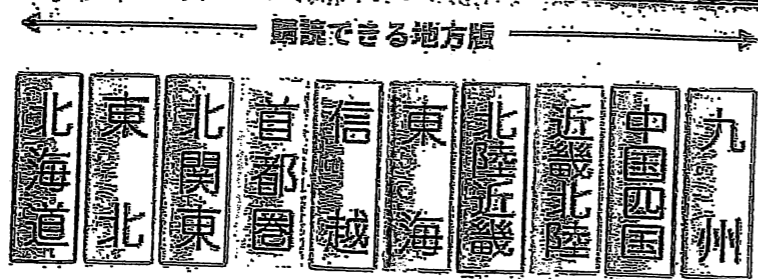 購読できる地方版
北海道
東北
北関東
首都圏
信越
東海
北陸近畿
近畿北陸
中国四国
九州